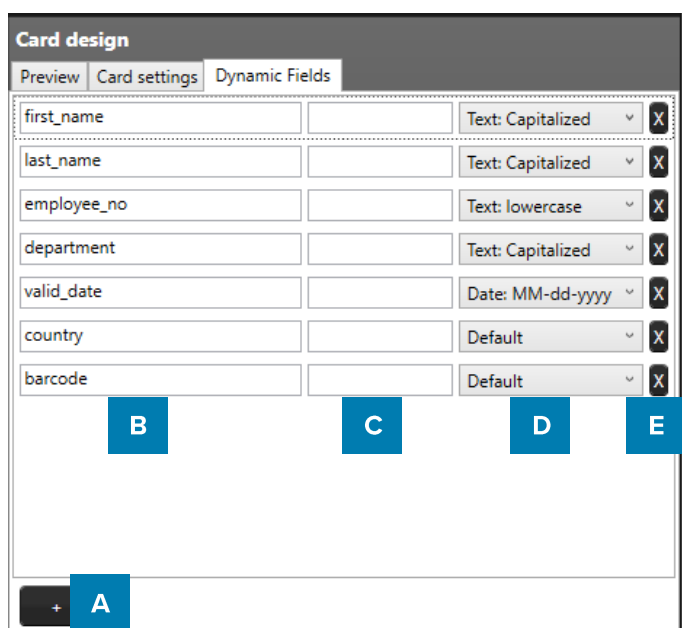 Card design
Preview Card settings Dynamic Fields
first_name Text: Capitalized X
last_name Text: Capitalized X
employee_no Text: lowercase X
department Text: Capitalized X
valid_date Date: MM-dd-yyyy X
country Default X
barcode Default X
B C D E
+ A